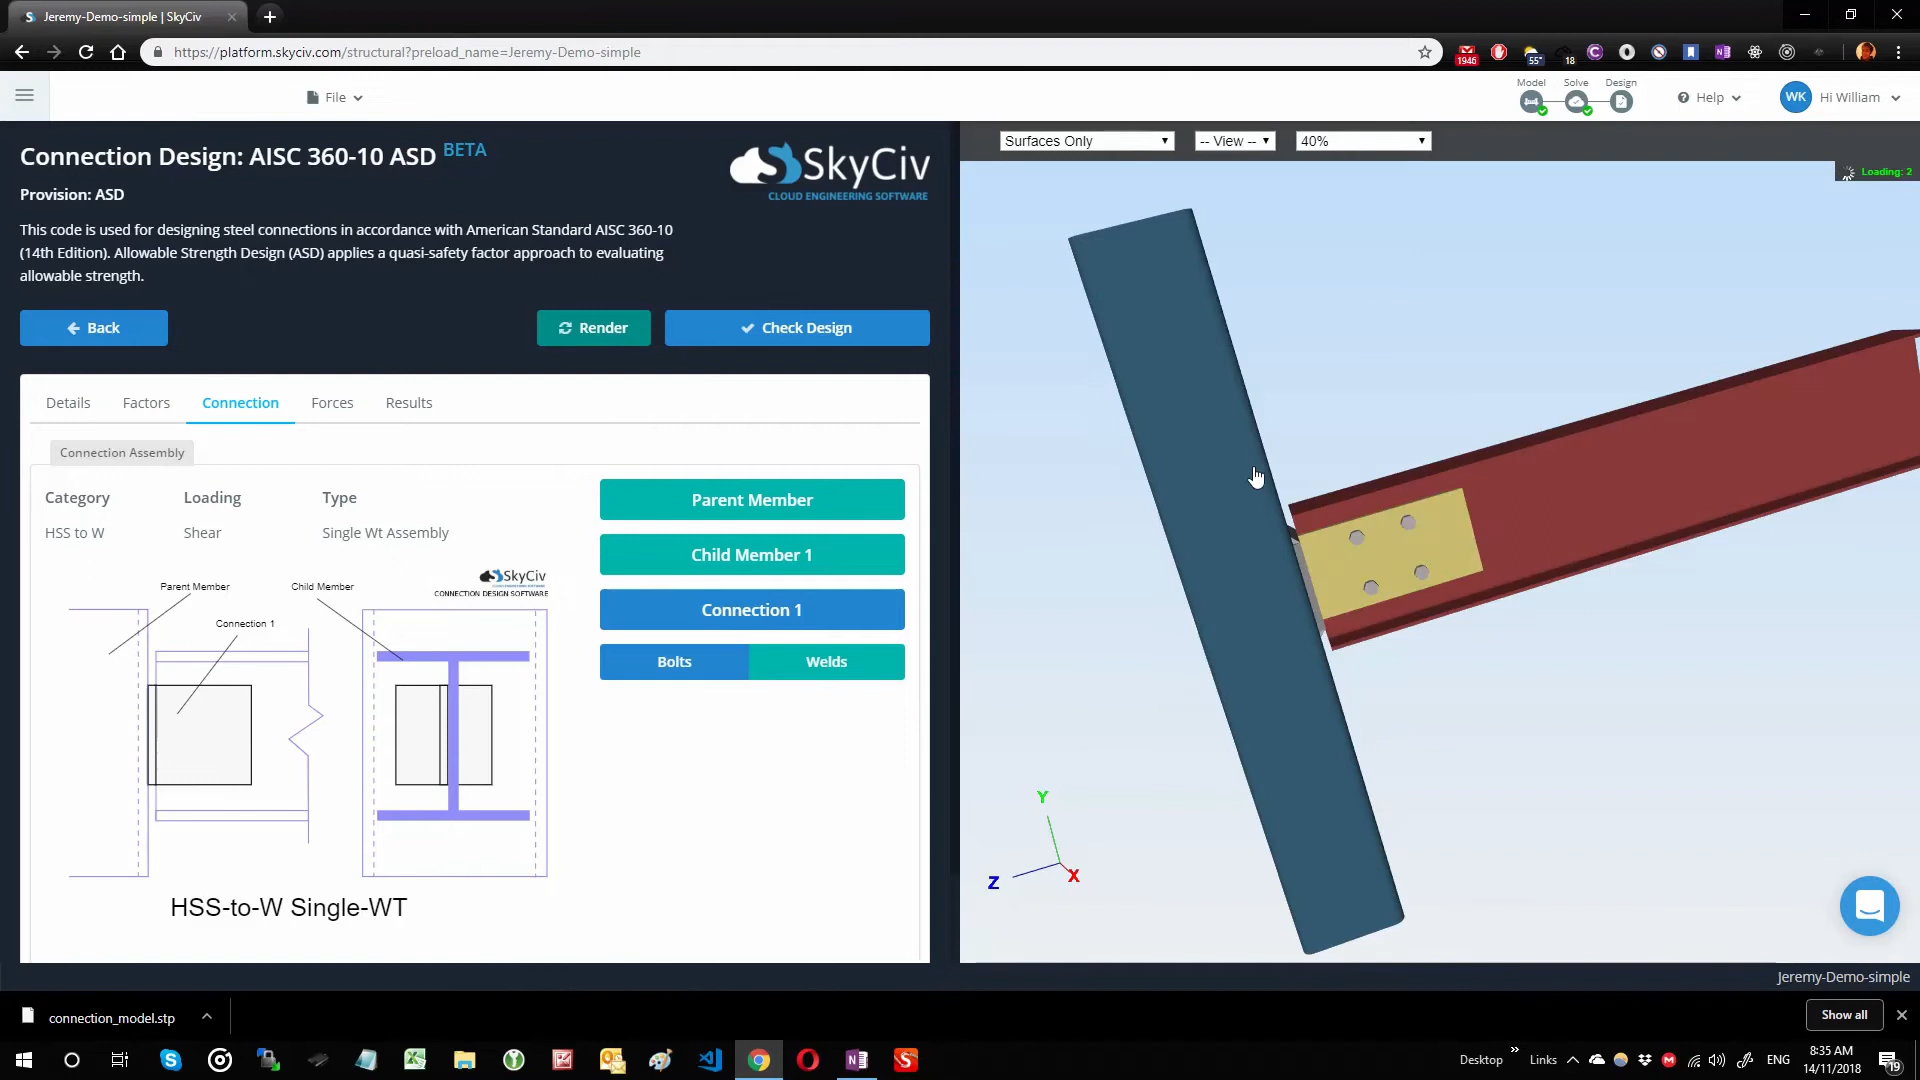 Jeremy-Demo-simple | SkyCiv
https://platform.skyciv.com/structural?preload_name=Jeremy-Demo-simple
1946
55°
18
File
Model
Solve
Design
Help
WK
Hi William
Connection Design: AISC 360-10 ASD BETA
SkyCiv
CLOUD ENGINEERING SOFTWARE
Provision: ASD
This code is used for designing steel connections in accordance with American Standard AISC 360-10
(14th Edition). Allowable Strength Design (ASD) applies a quasi-safety factor approach to evaluating
allowable strength.
Back
Render
Check Design
Details
Factors
Connection
Forces
Results
Connection Assembly
Category
Loading
Type
HSS to W
Shear
Single Wt Assembly
Parent Member
Child Member 1
Connection 1
Bolts
Welds
SkyCiv
CONNECTION DESIGN SOFTWARE
Parent Member
Child Member
Connection 1
HSS-to-W Single-WT
Surfaces Only
-- View --
40%
Loading: 2
Y
Z
X
Jeremy-Demo-simple
connection_model.stp
Show all
Desktop
Links
ENG
8:35 AM
14/11/2018
19